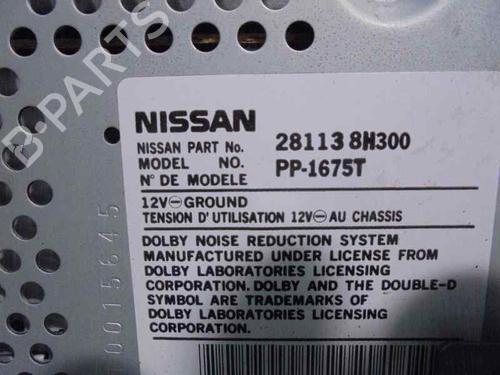 B-PARTS
NISSAN
NISSAN PART No. 28113 8H300
MODEL NO. PP-1675T
N° DE MODELE
12V⊖GROUND
TENSION D'UTILISATION 12V⊖AU CHASSIS
DOLBY NOISE REDUCTION SYSTEM
MANUFACTURED UNDER LICENSE FROM
DOLBY LABORATORIES LICENSING
CORPORATION. DOLBY AND THE DOUBLE-D
SYMBOL ARE TRADEMARKS OF
DOLBY LABORATORIES LICENSING
CORPORATION.
0015645